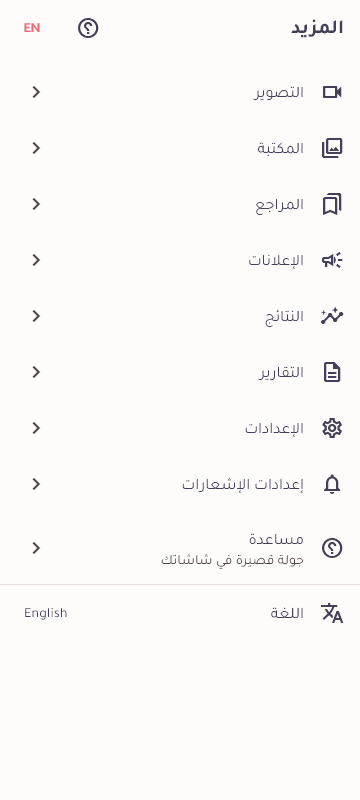 المزيد
EN
التصوير
المكتبة
المراجع
الإعلانات
النتائج
التقارير
الإعدادات
إعدادات الإشعارات
مساعدة
جولة قصيرة في شاشاتك
اللغة
English